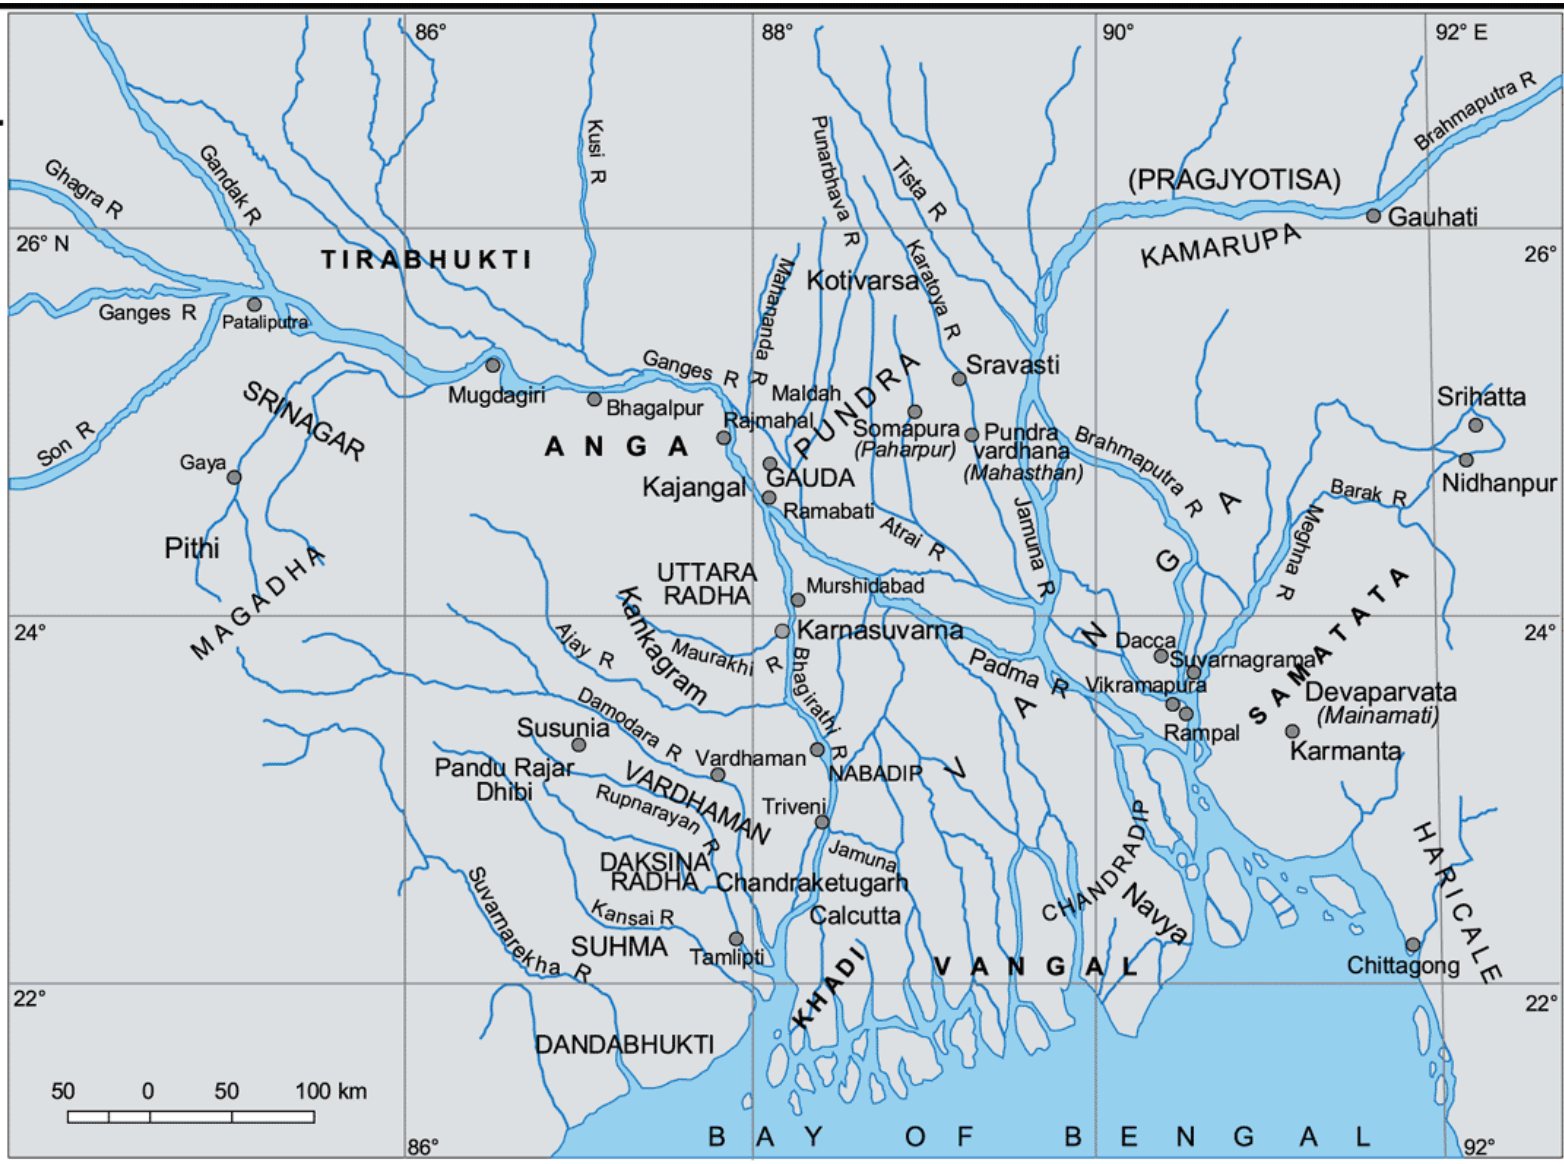 86°
88°
90°
92° E
Brahmaputra R
Ghagra R
Gandak R
Kusi R
Punarbhava R
Tista R
(PRAGJYOTISA)
Gauhati
26° N
TIRABHUKTI
KAMARUPA
26°
Mahananda R
Kotivarsa
Karatoya R
Ganges R
Pataliputra
Ganges R
Sravasti
Mugdagiri
Bhagalpur
Maldah
PUNDRA
Srihatta
SRINAGAR
Rajmahal
Son R
ANGA
Somapura
(Paharpur)
Pundra
vardhana
(Mahasthan)
Brahmaputra R
Gaya
Kajangal
GAUDA
Ramabati
Nidhanpur
Barak R
Jamuna R
Atrai R
Meghna R
Pithi
MAGADHA
UTTARA
RADHA
Murshidabad
24°
Kankagram
Karnasuvarna
24°
Ajay R
Maurakhi R
Bhagirathi R
Padma R
VANGA
Dacca
Suvarnagrama
SAMATATA
Vikramapura
Devaparvata
(Mainamati)
Damodara R
Susunia
Rampal
Karmanta
Pandu Rajar
Dhibi
VARDHAMAN
Vardhaman
NABADIP
Rupnarayan R
Triveni
CHANDRADIP
HARICALE
Jamuna
DAKSINA
RADHA
Chandraketugarh
Suvarnarekha R
Kansai R
Calcutta
Navya
SUHMA
Tamlipti
KHADI
VANGAL
Chittagong
22°
22°
DANDABHUKTI
50 0 50 100 km
BAY OF BENGAL
86°
92°